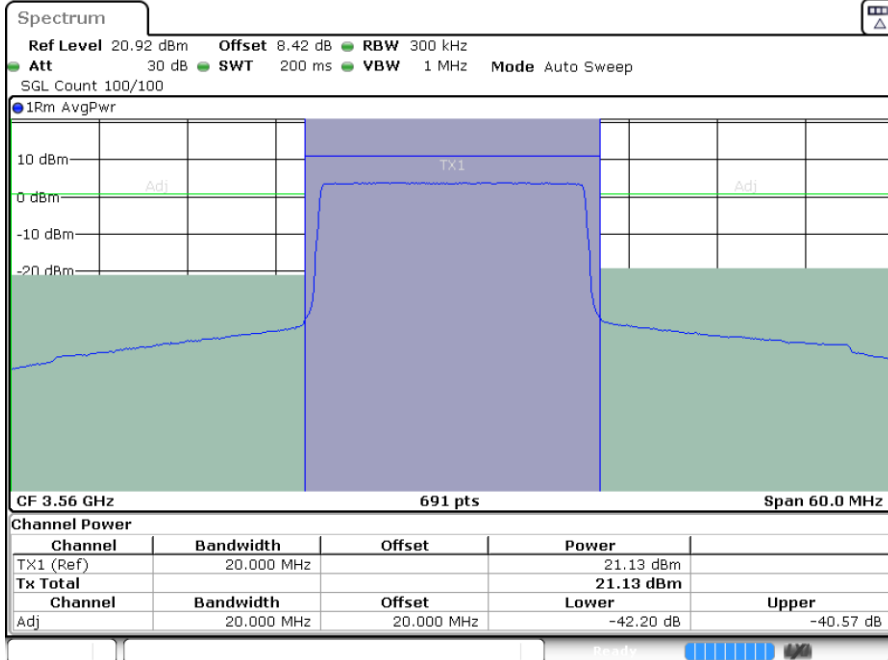 Spectrum
Ref Level 20.92 dBm Offset 8.42 dB RBW 300 kHz
Att 30 dB SWT 200 ms VBW 1 MHz Mode Auto Sweep
SGL Count 100/100
1Rm AvgPwr
10 dBm
TX1
Adj
Adj
0 dBm
-10 dBm
-20 dBm
CF 3.56 GHz 691 pts Span 60.0 MHz
Channel Power
Channel Bandwidth Offset Power
TX1 (Ref) 20.000 MHz 21.13 dBm
Tx Total 21.13 dBm
Channel Bandwidth Offset Lower Upper
Adj 20.000 MHz 20.000 MHz -42.20 dB -40.57 dB
Ready